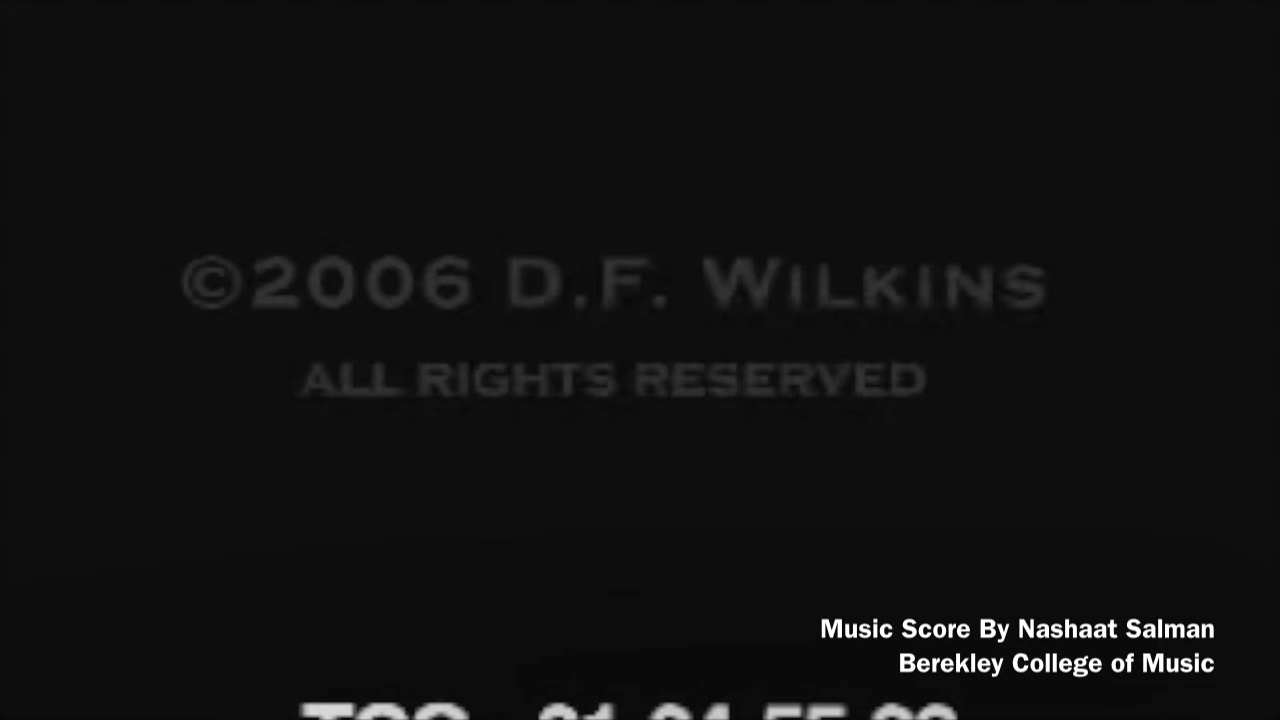 ©2006 D.F. WILKINS
ALL RIGHTS RESERVED
Music Score By Nashaat Salman
Berekley College of Music